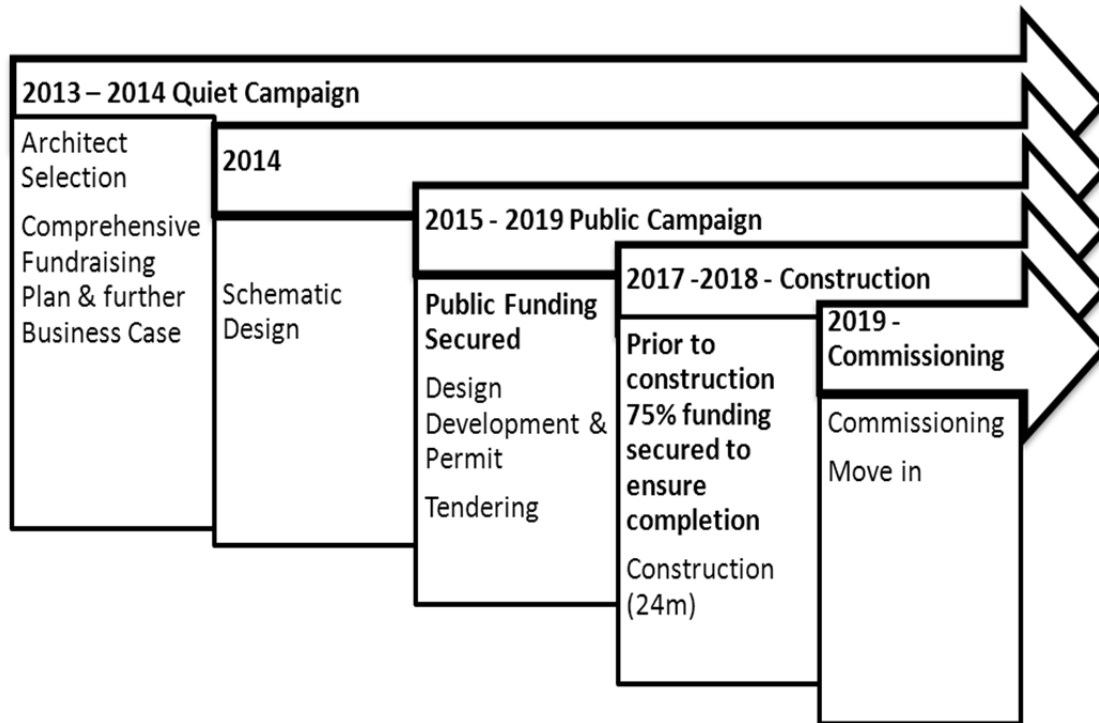 2013 – 2014 Quiet Campaign
Architect
Selection
Comprehensive
Fundraising
Plan & further
Business Case
2014
Schematic
Design
2015 - 2019 Public Campaign
Public Funding
Secured
Design
Development &
Permit
Tendering
2017 -2018 - Construction
Prior to
construction
75% funding
secured to
ensure
completion
Construction
(24m)
2019 -
Commissioning
Commissioning
Move in